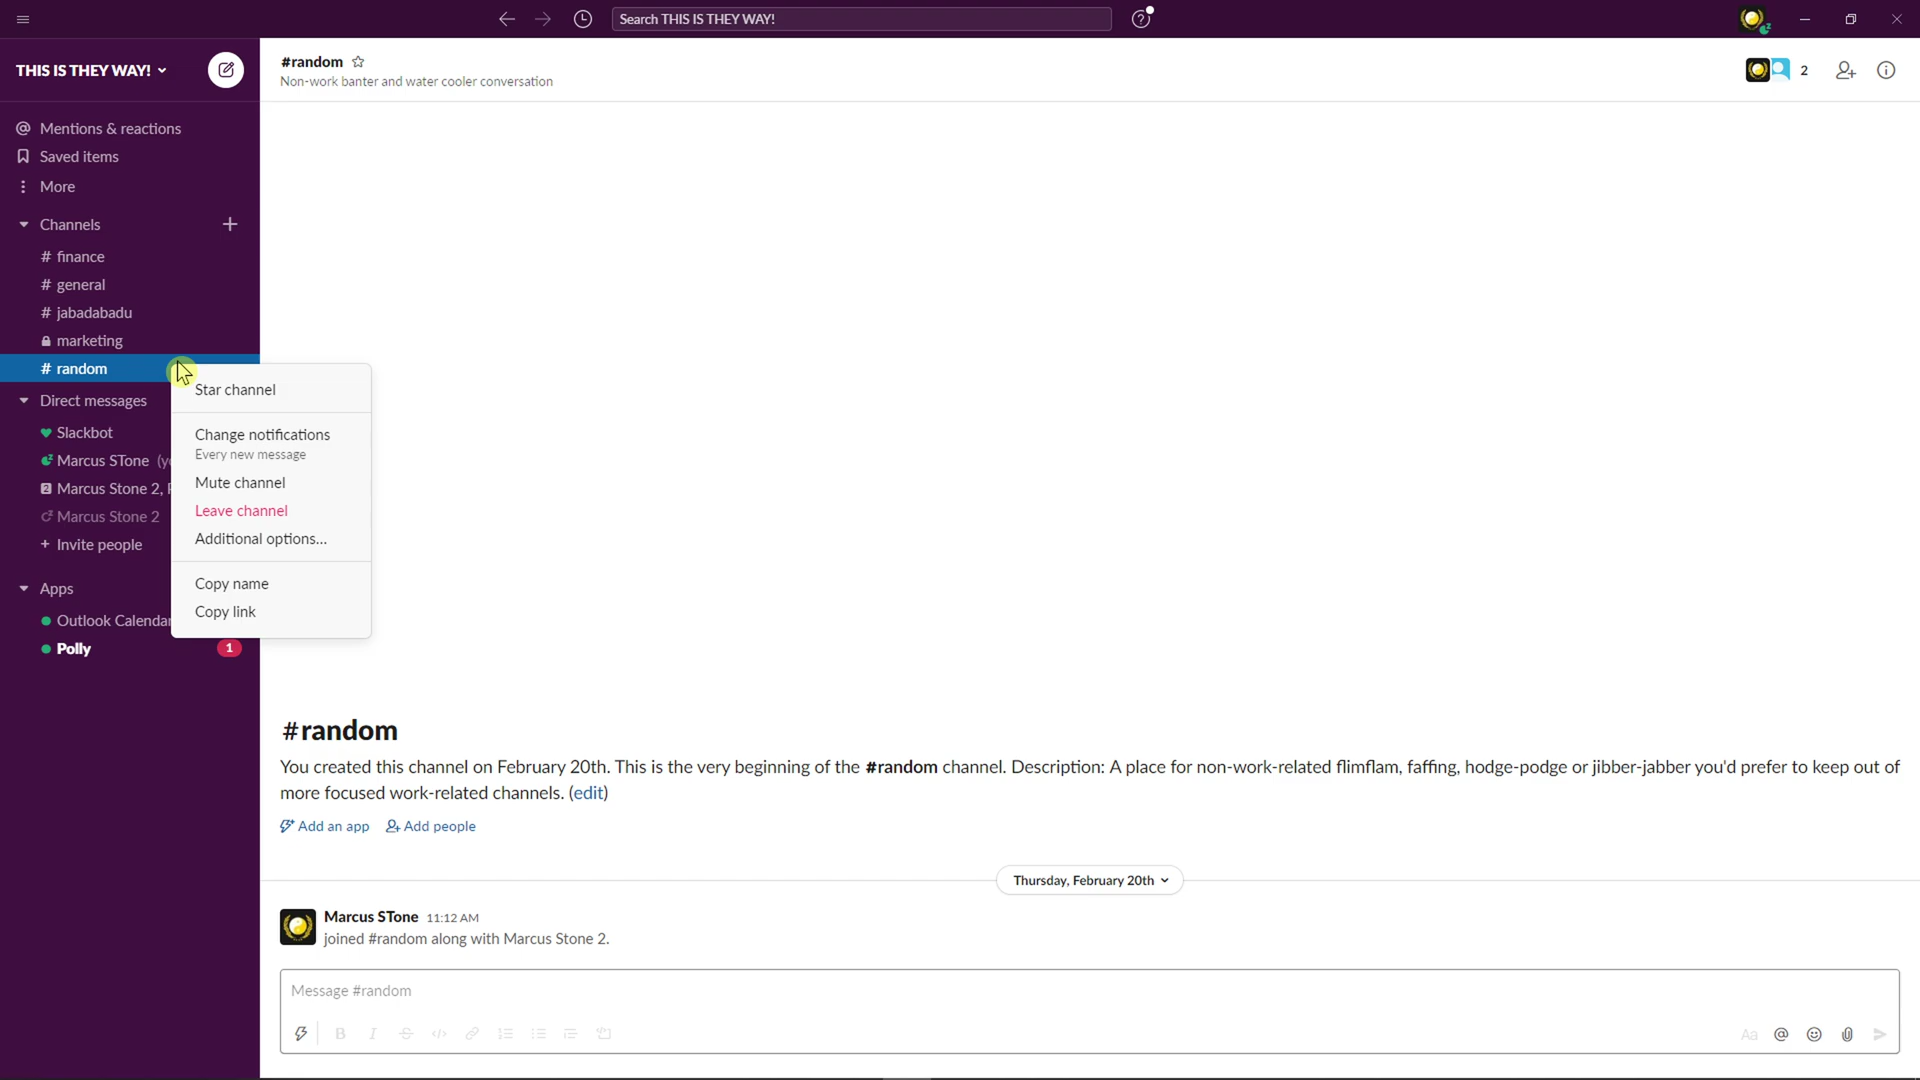 Search THIS IS THEY WAY!
THIS IS THEY WAY!
#random
Non-work banter and water cooler conversation
2
Mentions & reactions
Saved items
More
Channels
# finance
# general
# jabadabadu
marketing
# random
Direct messages
Slackbot
Marcus STone
2 Marcus Stone 2,
Marcus Stone 2
+ Invite people
Apps
Outlook Calendar
Polly 1
Star channel
Change notifications
Every new message
Mute channel
Leave channel
Additional options...
Copy name
Copy link
#random
You created this channel on February 20th. This is the very beginning of the #random channel. Description: A place for non-work-related flimflam, faffing, hodge-podge or jibber-jabber you'd prefer to keep out of
more focused work-related channels. (edit)
Add an app Add people
Thursday, February 20th
Marcus STone 11:12 AM
joined #random along with Marcus Stone 2.
Message #random
B I S </> Aa @